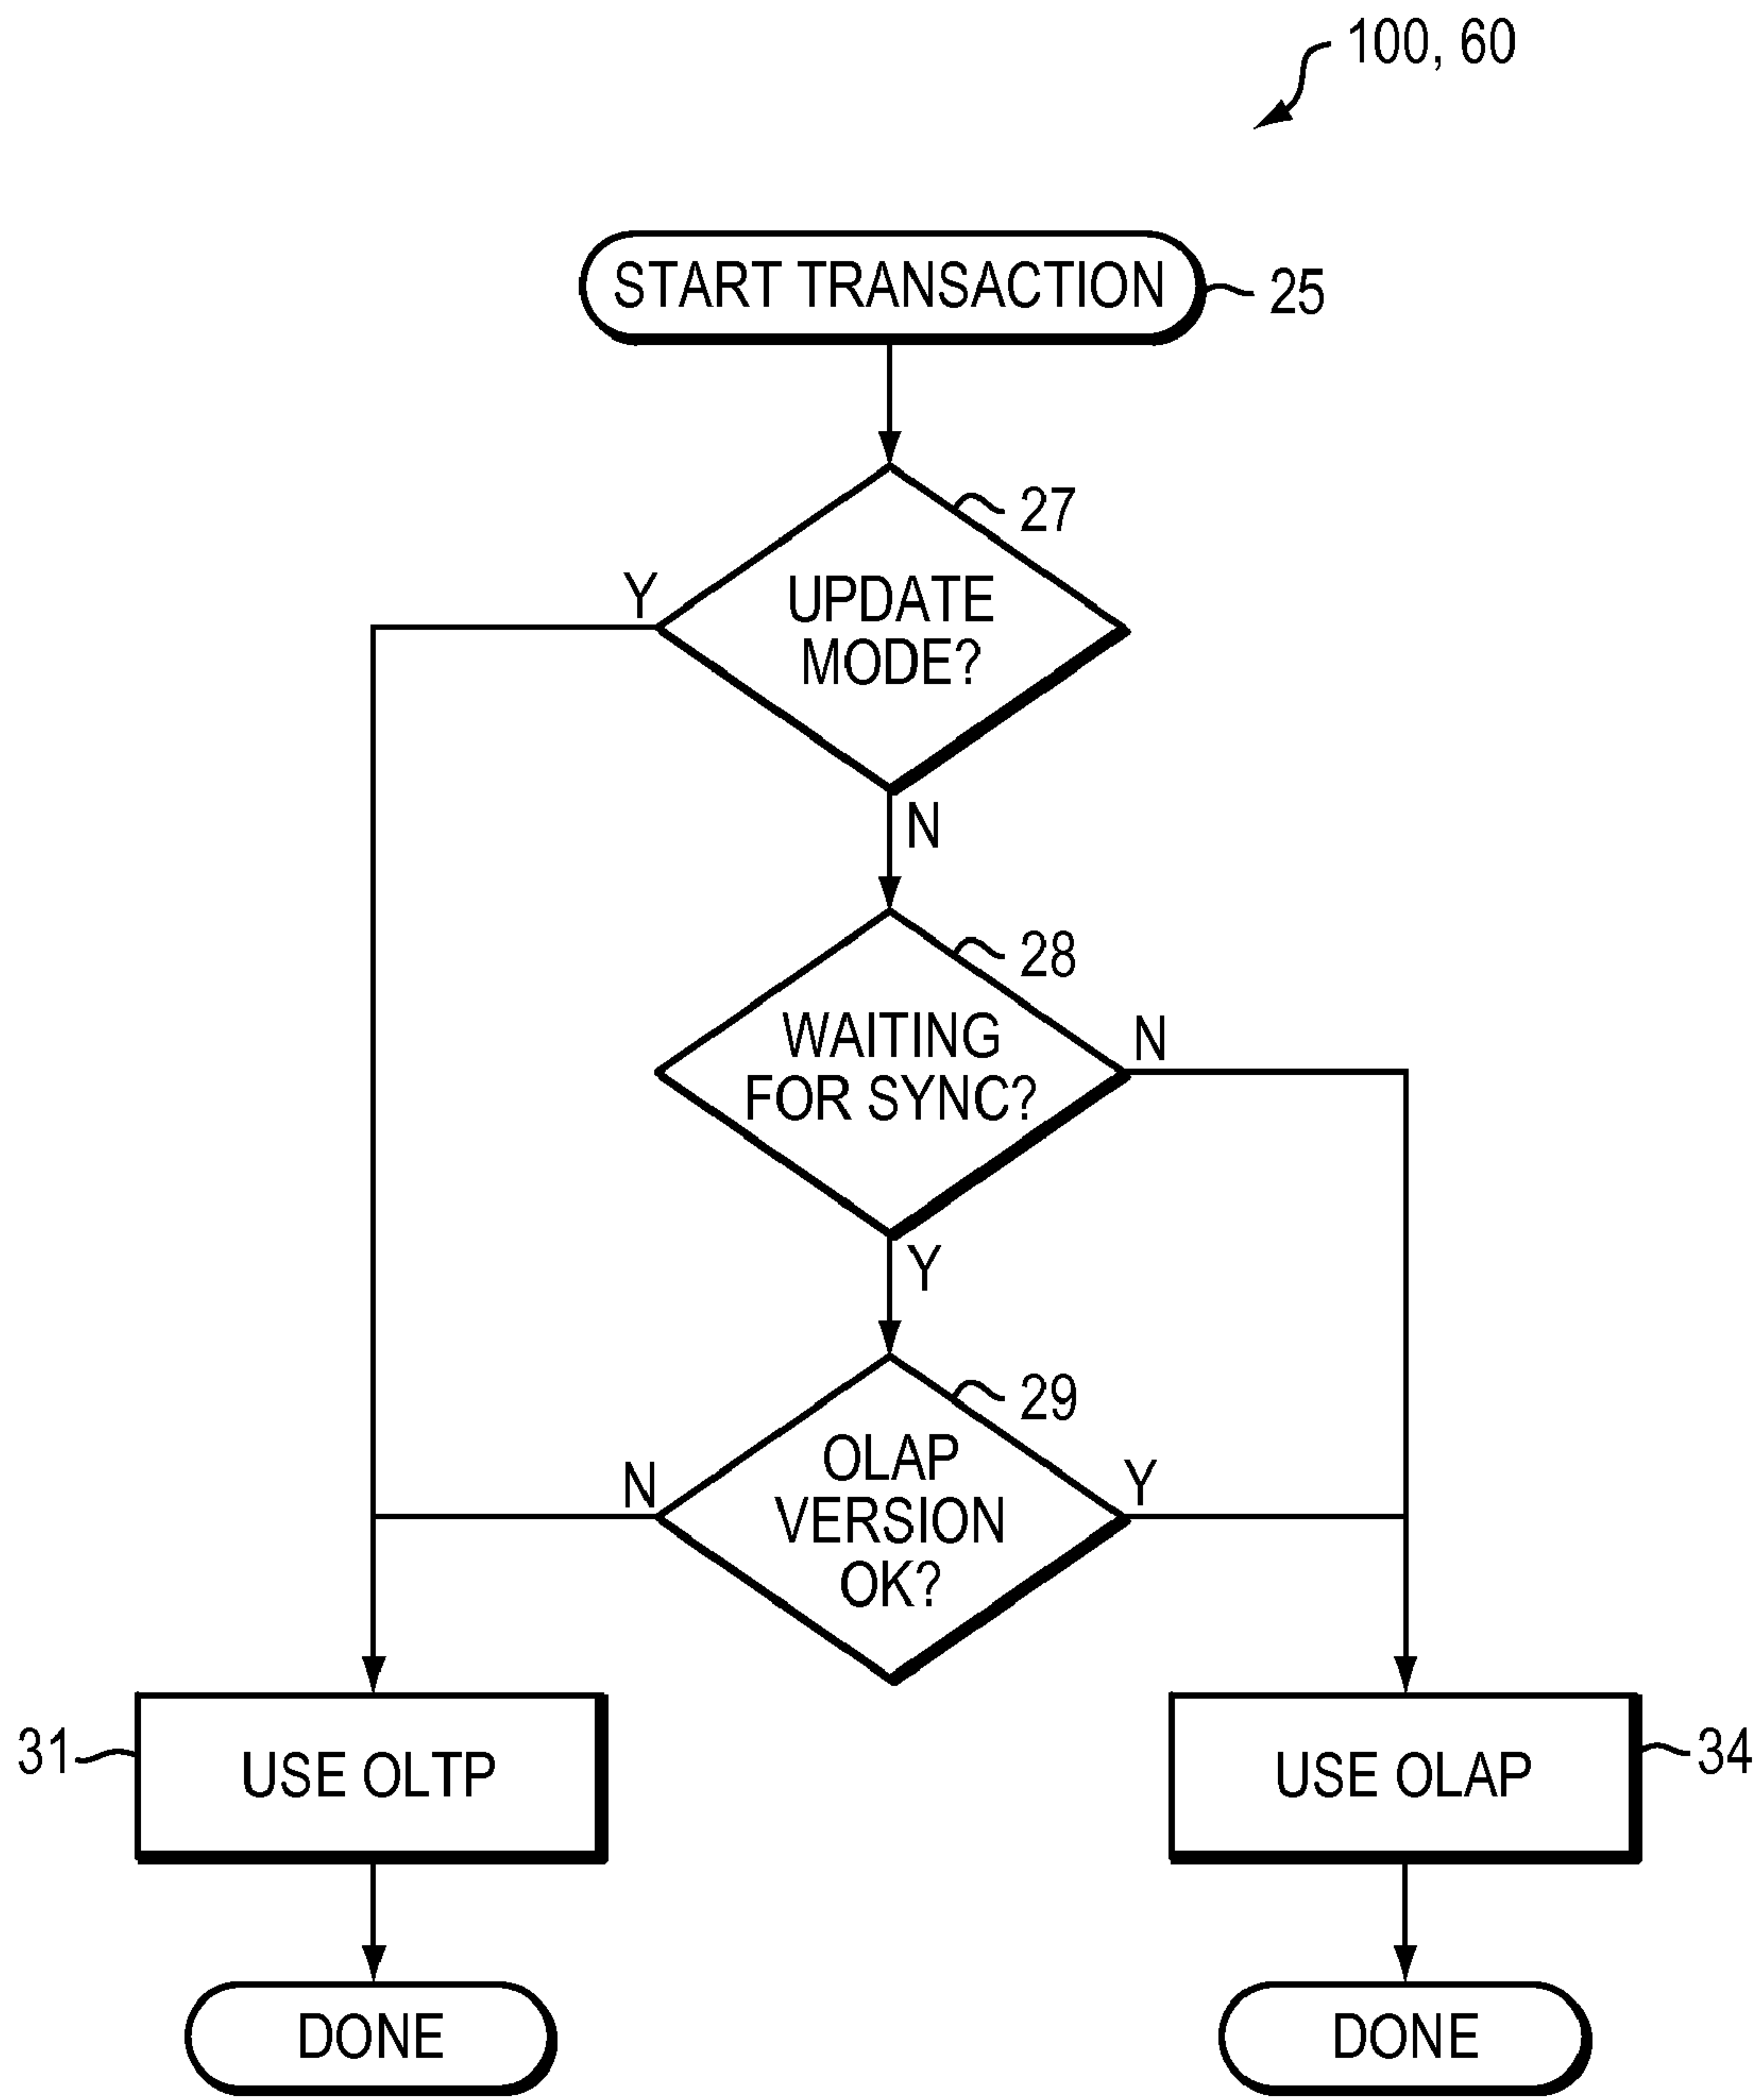 100, 60
START TRANSACTION
25
27
Y
UPDATE
MODE?
N
28
WAITING
FOR SYNC?
N
Y
29
OLAP
VERSION
OK?
N
Y
31
USE OLTP
USE OLAP
34
DONE
DONE